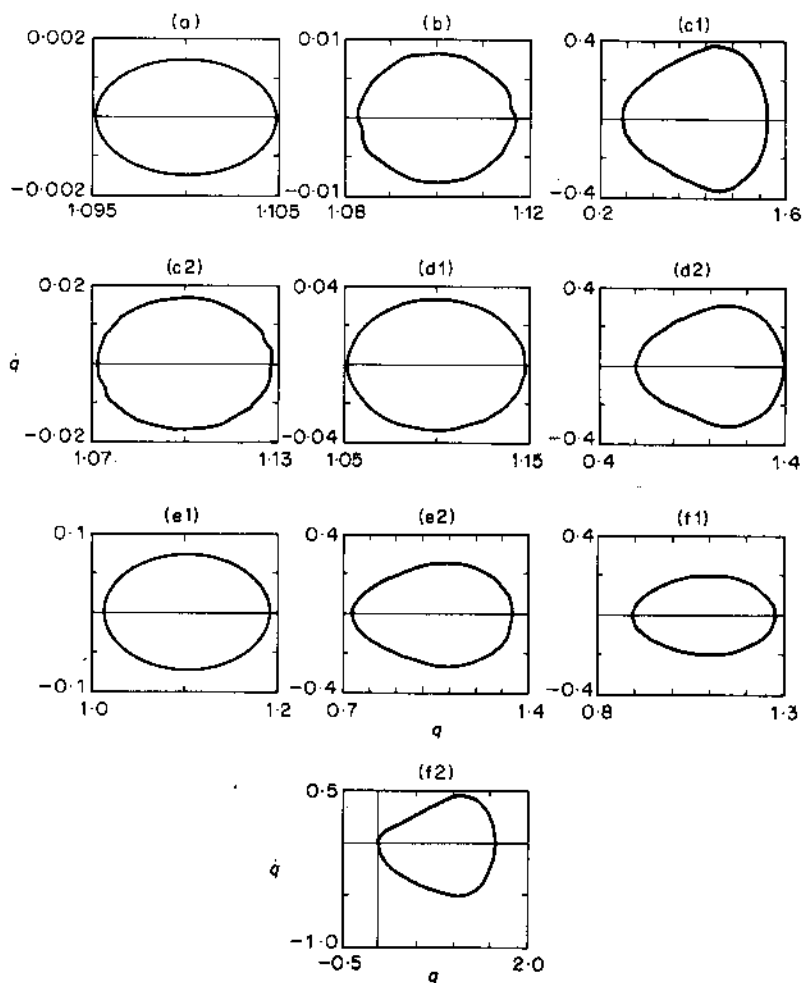 (a) (b) (c1)
0·002 0·01 0·4
−0·002 −0·01 −0·4
1·095 1·105 1·08 1·12 0·2 1·6
(c2) (d1) (d2)
0·02 0·04 0·4
q̇
−0·02 −0·04 −0·4
1·07 1·13 1·05 1·15 0·4 1·4
(e1) (e2) (f1)
0·1 0·4 0·4
−0·1 −0·4 −0·4
1·0 1·2 0·7 1·4 0·8 1·3
q
(f2)
0·5
q̇
−1·0
−0·5 2·0
q